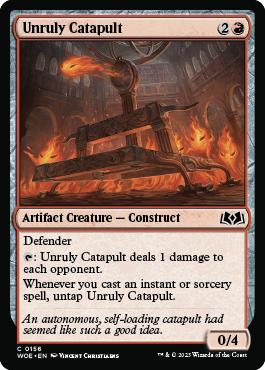 Unruly Catapult 2
Artifact Creature — Construct
Defender
: Unruly Catapult deals 1 damage to
each opponent.
Whenever you cast an instant or sorcery
spell, untap Unruly Catapult.
An autonomous, self-loading catapult had
seemed like such a good idea.
0/4
C 0156
WOE • EN Vincent Christiaens
™ & © 2023 Wizards of the Coast